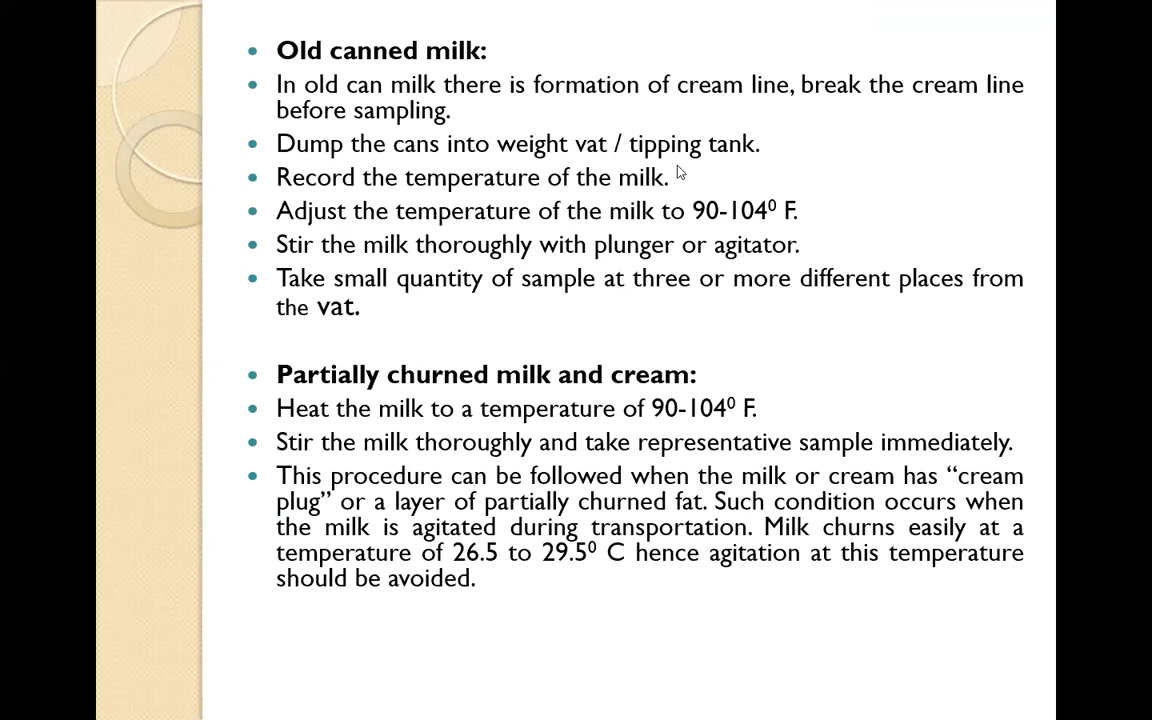 • Old canned milk:
• In old can milk there is formation of cream line, break the cream line
before sampling.
• Dump the cans into weight vat / tipping tank.
• Record the temperature of the milk.
• Adjust the temperature of the milk to 90-104⁰ F.
• Stir the milk thoroughly with plunger or agitator.
• Take small quantity of sample at three or more different places from
the vat.
• Partially churned milk and cream:
• Heat the milk to a temperature of 90-104⁰ F.
• Stir the milk thoroughly and take representative sample immediately.
• This procedure can be followed when the milk or cream has “cream
plug” or a layer of partially churned fat. Such condition occurs when
the milk is agitated during transportation. Milk churns easily at a
temperature of 26.5 to 29.5⁰ C hence agitation at this temperature
should be avoided.